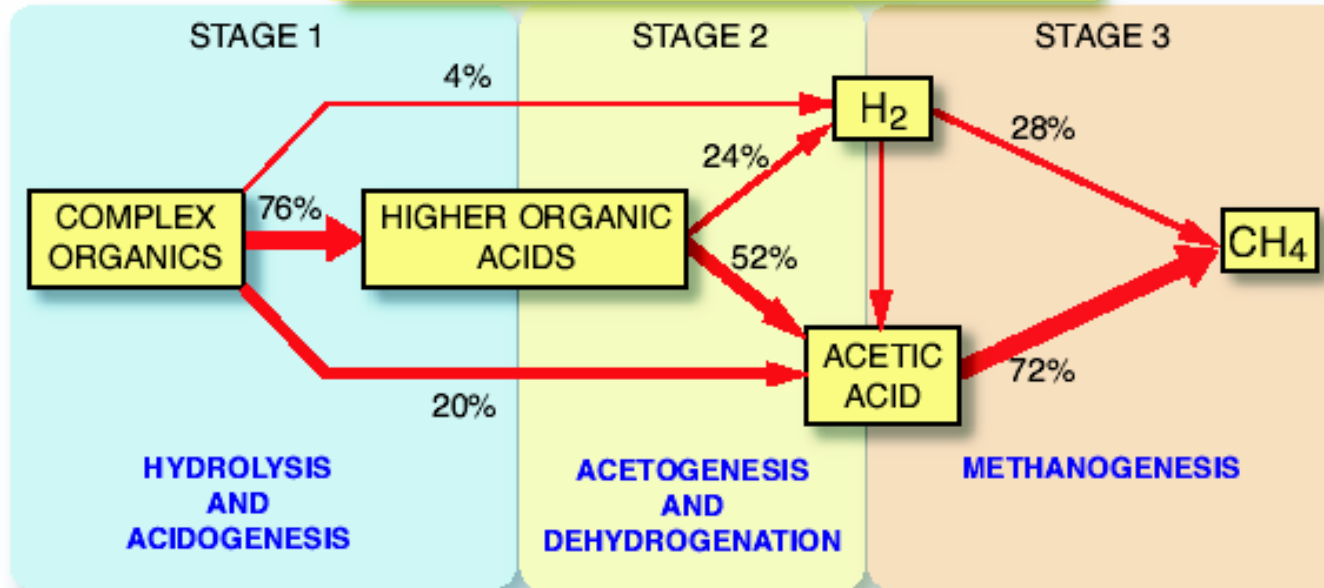 STAGE 1
STAGE 2
STAGE 3
4%
H₂
28%
24%
COMPLEX
ORGANICS
76%
HIGHER ORGANIC
ACIDS
CH₄
52%
ACETIC
ACID
72%
20%
HYDROLYSIS
AND
ACIDOGENESIS
ACETOGENESIS
AND
DEHYDROGENATION
METHANOGENESIS